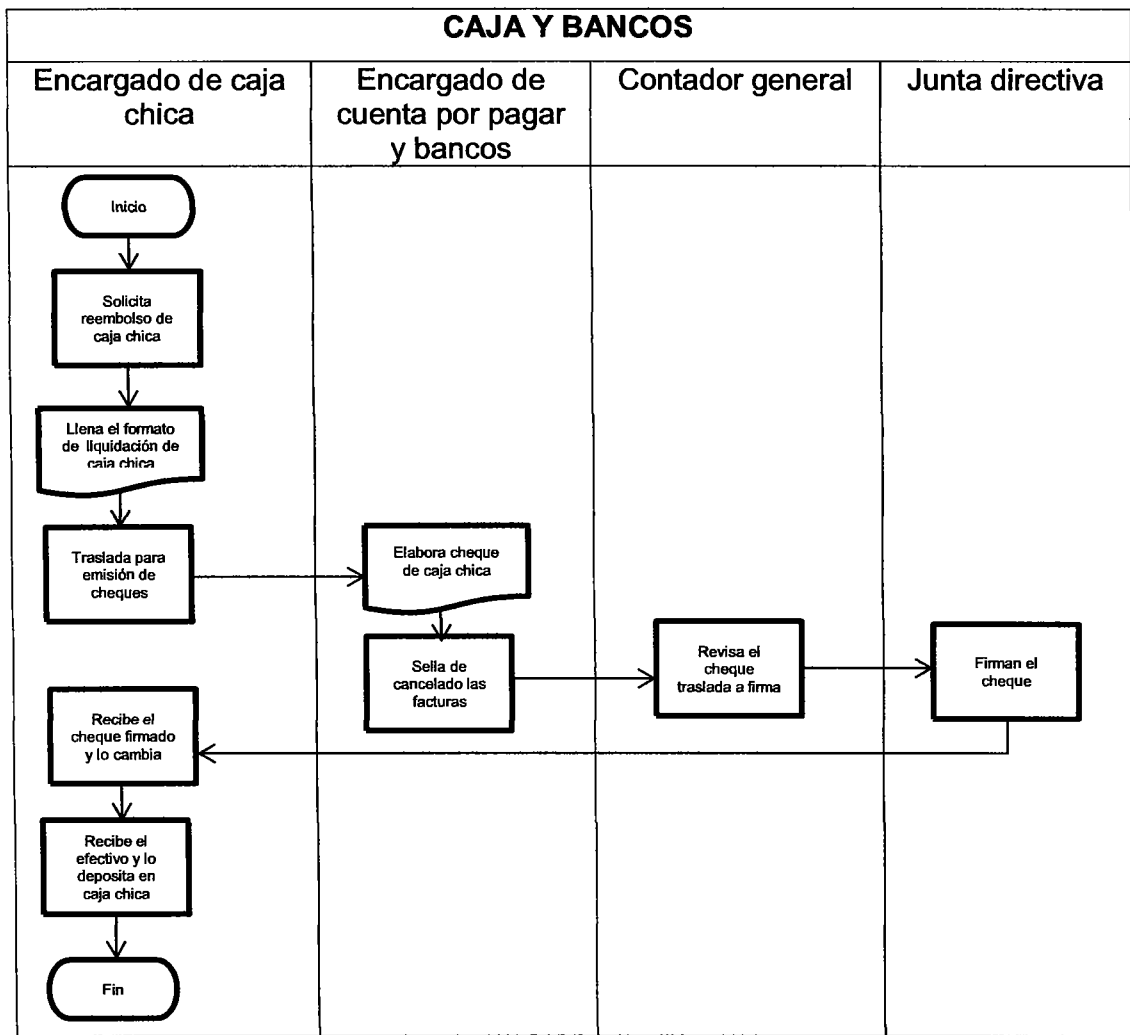 CAJA Y BANCOS
Encargado de caja
chica
Encargado de
cuenta por pagar
y bancos
Contador general
Junta directiva
Inicio
Solicita
reembolso de
caja chica
Llena el formato
de liquidación de
caja chica
Traslada para
emisión de
cheques
Elabora cheque
de caja chica
Sella de
cancelado las
facturas
Revisa el
cheque
traslada a firma
Firman el
cheque
Recibe el
cheque firmado
y lo cambia
Recibe el
efectivo y lo
deposita en
caja chica
Fin